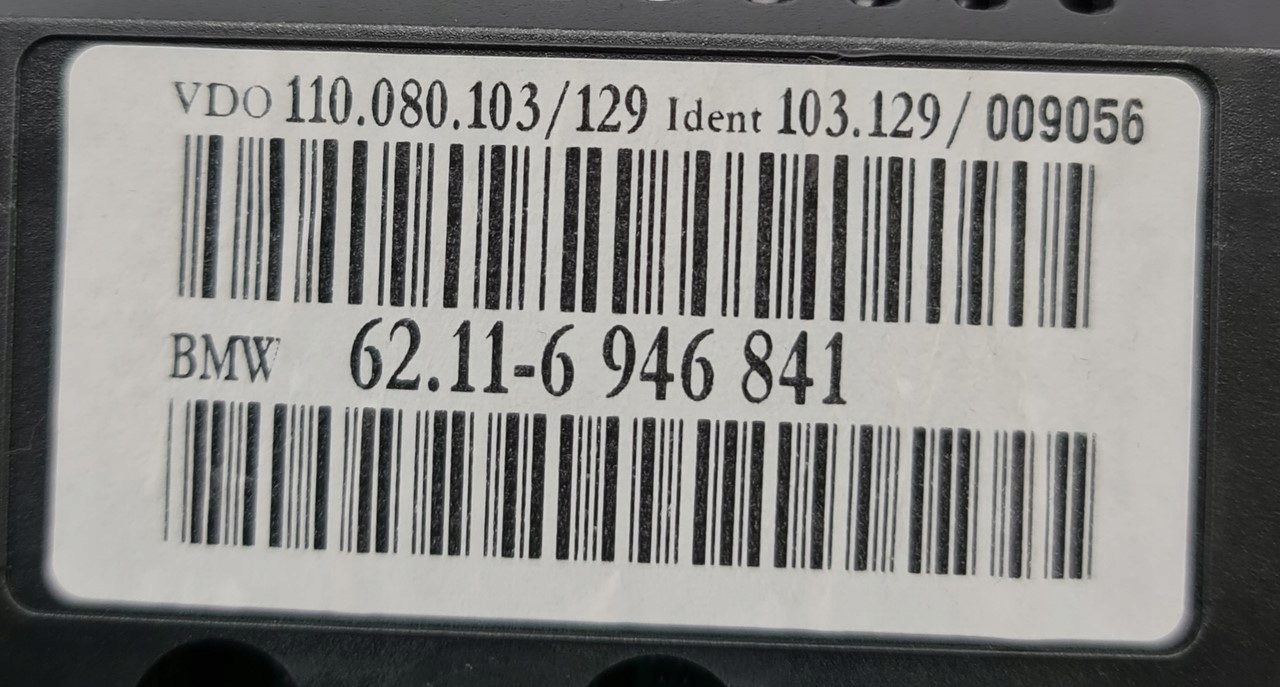 VDO 110.080.103/129 Ident 103.129/ 009056
BMW 62.11-6 946 841